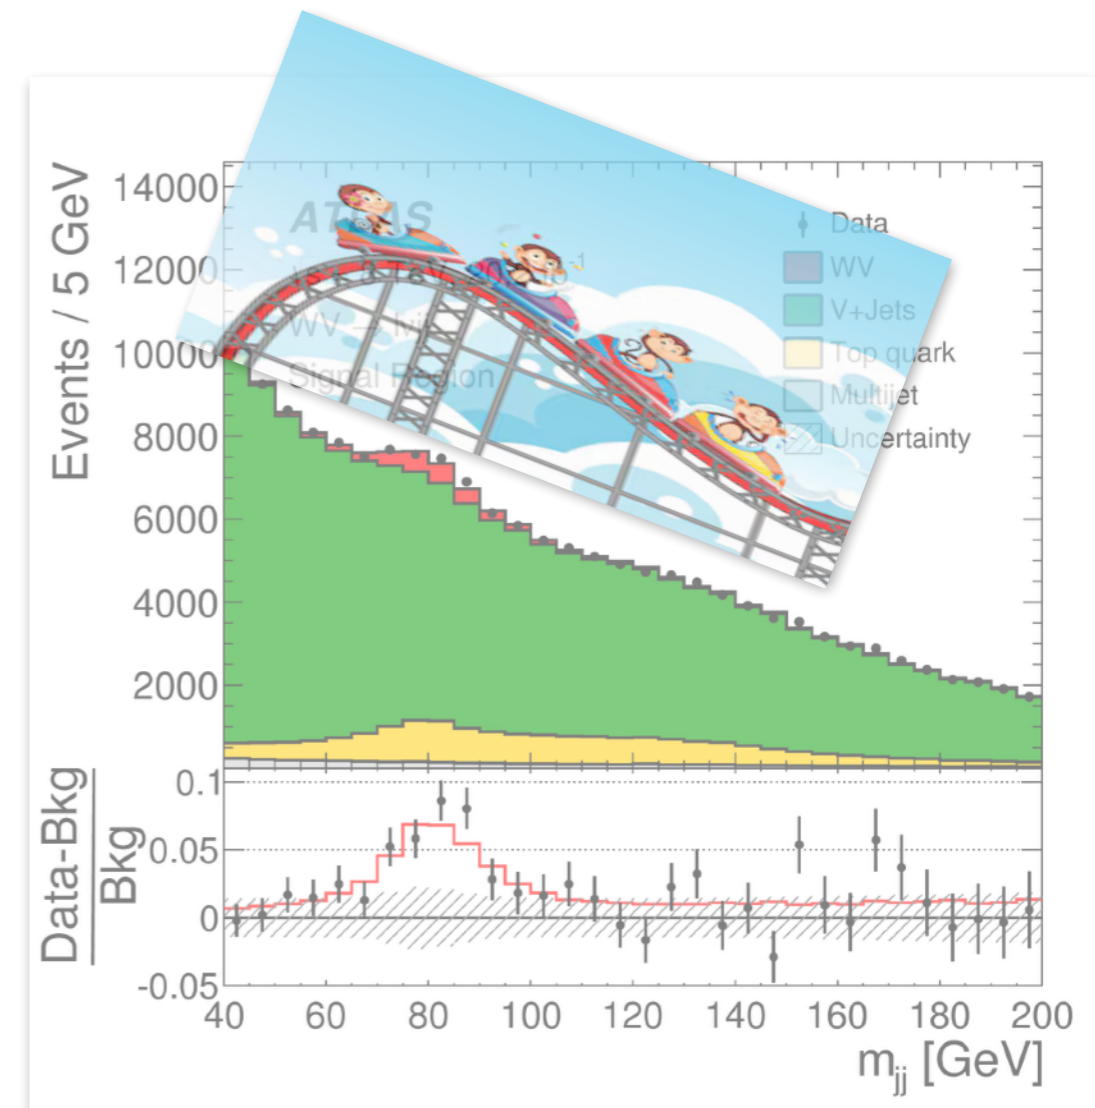 Events / 5 GeV
14000
12000
10000
8000
6000
4000
2000
ATLAS
WV →
Signal Region
Data
WV
V+Jets
Top quark
Multijet
Uncertainty
Data-Bkg
Bkg
0.1
0.05
0
-0.05
40 60 80 100 120 140 160 180 200
m_jj [GeV]